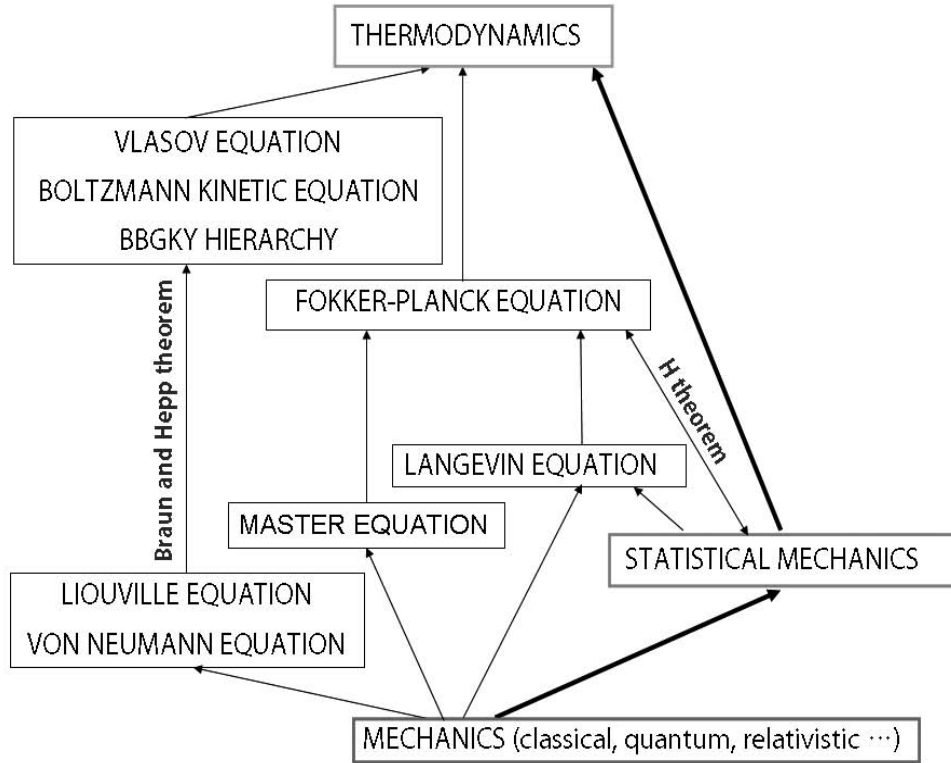 THERMODYNAMICS
VLASOV EQUATION
BOLTZMANN KINETIC EQUATION
BBGKY HIERARCHY
FOKKER-PLANCK EQUATION
Braun and Hepp theorem
H theorem
LANGEVIN EQUATION
MASTER EQUATION
STATISTICAL MECHANICS
LIOUVILLE EQUATION
VON NEUMANN EQUATION
MECHANICS (classical, quantum, relativistic ⋯)